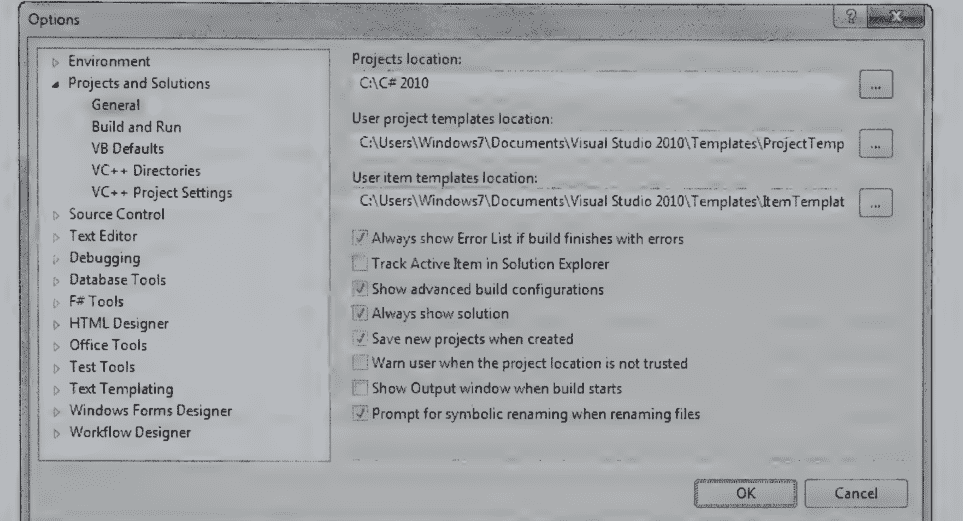 Options
Environment
Projects and Solutions
General
Build and Run
VB Defaults
VC++ Directories
VC++ Project Settings
Source Control
Text Editor
Debugging
Database Tools
F# Tools
HTML Designer
Office Tools
Test Tools
Text Templating
Windows Forms Designer
Workflow Designer
Projects location:
C:\C# 2010
...
User project templates location:
C:\Users\Windows7\Documents\Visual Studio 2010\Templates\ProjectTemp
...
User item templates location:
C:\Users\Windows7\Documents\Visual Studio 2010\Templates\ItemTemplat
...
Always show Error List if build finishes with errors
Track Active Item in Solution Explorer
Show advanced build configurations
Always show solution
Save new projects when created
Warn user when the project location is not trusted
Show Output window when build starts
Prompt for symbolic renaming when renaming files
OK
Cancel